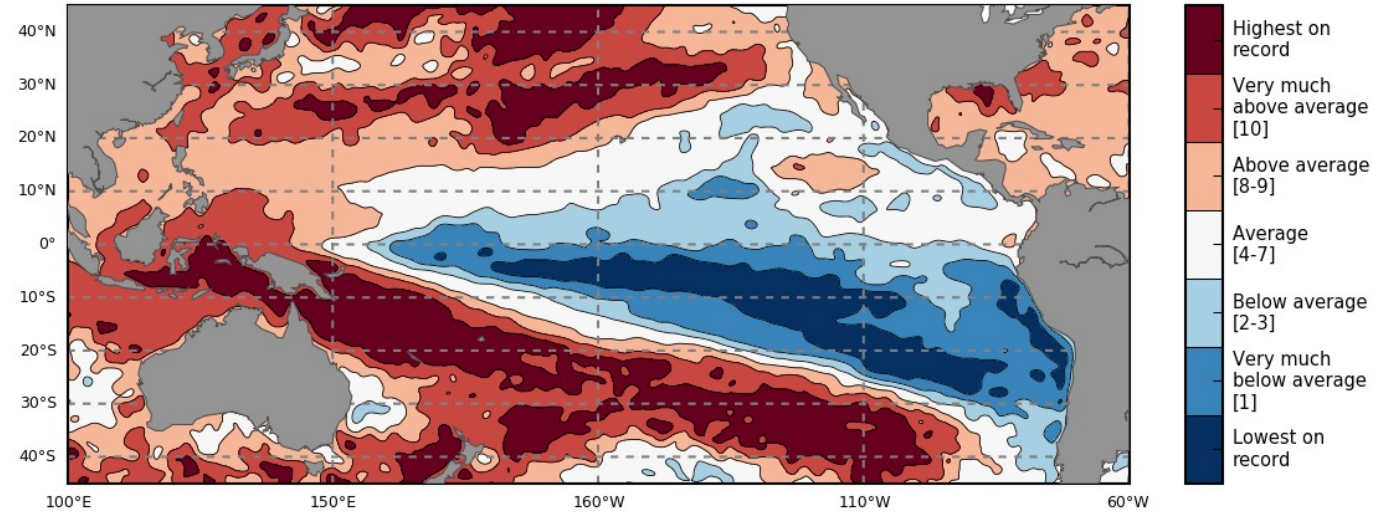 40°N
30°N
20°N
10°N
0°
10°S
20°S
30°S
40°S
100°E
150°E
160°W
110°W
60°W
Highest on
record
Very much
above average
[10]
Above average
[8-9]
Average
[4-7]
Below average
[2-3]
Very much
below average
[1]
Lowest on
record